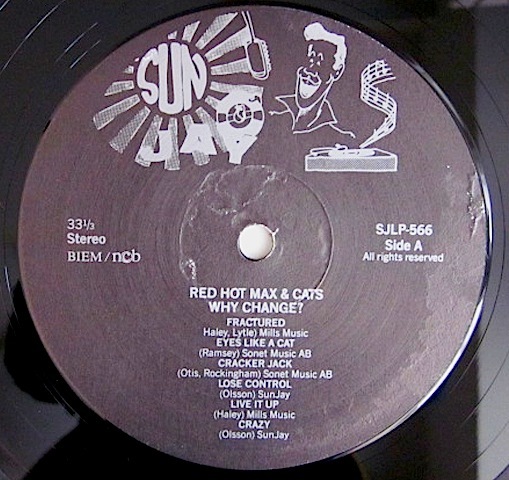 SUN
&
JAY
33 1/3
Stereo
BIEM/ncb
SJLP-566
Side A
All rights reserved
RED HOT MAX & CATS
WHY CHANGE?
FRACTURED
Haley, Lytle) Mills Music
EYES LIKE A CAT
(Ramsey) Sonet Music AB
CRACKER JACK
(Otis, Rockingham) Sonet Music AB
LOSE CONTROL
(Olsson) SunJay
LIVE IT UP
(Haley) Mills Music
CRAZY
(Olsson) SunJay